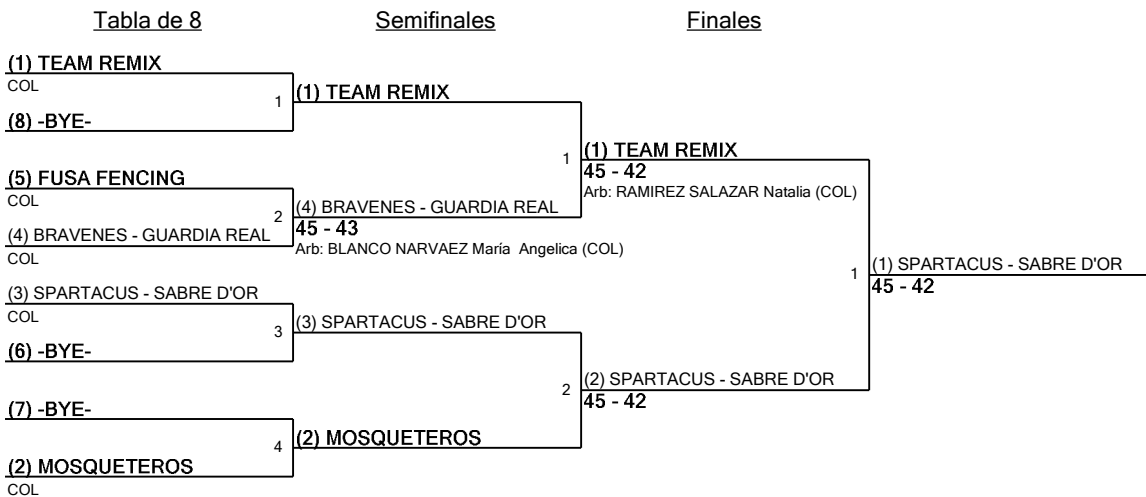 Tabla de 8
Semifinales
Finales
(1) TEAM REMIX
COL
1
(8) -BYE-
(1) TEAM REMIX
(5) FUSA FENCING
COL
2
(4) BRAVENES - GUARDIA REAL
COL
(4) BRAVENES - GUARDIA REAL
45 - 43
Arb: BLANCO NARVAEZ María  Angelica (COL)
1
(1) TEAM REMIX
45 - 42
Arb: RAMIREZ SALAZAR Natalia (COL)
(3) SPARTACUS - SABRE D'OR
COL
3
(6) -BYE-
(3) SPARTACUS - SABRE D'OR
(7) -BYE-
4
(2) MOSQUETEROS
COL
(2) MOSQUETEROS
2
(2) SPARTACUS - SABRE D'OR
45 - 42
1
(1) SPARTACUS - SABRE D'OR
45 - 42